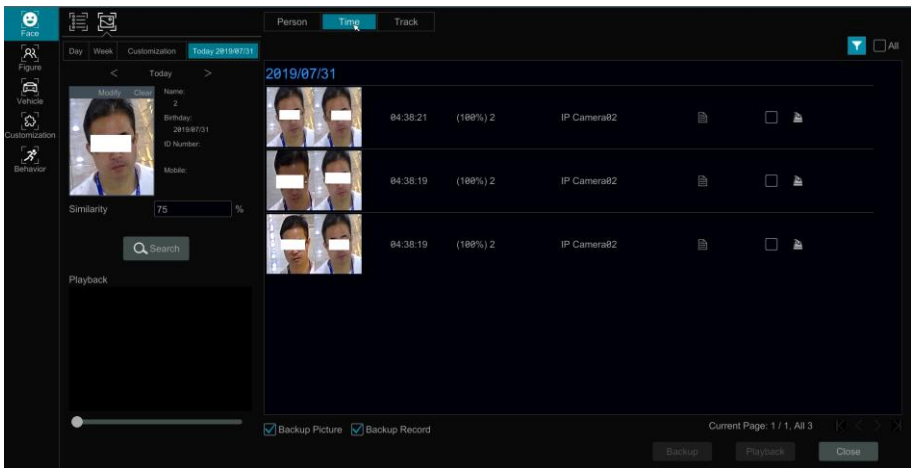 Face
Figure
Vehicle
Customization
Behavior
Day Week Customization Today 2019/07/31
< Today >
Modify Clear
Name:
2
Birthday:
2019/07/31
ID Number:
Mobile:
Similarity 75 %
Search
Playback
Person Time Track
All
2019/07/31
04:38:21 (100%) 2 IP Camera02
04:38:19 (100%) 2 IP Camera02
04:38:19 (100%) 2 IP Camera02
Backup Picture Backup Record
Current Page: 1 / 1, All 3
Backup Playback Close